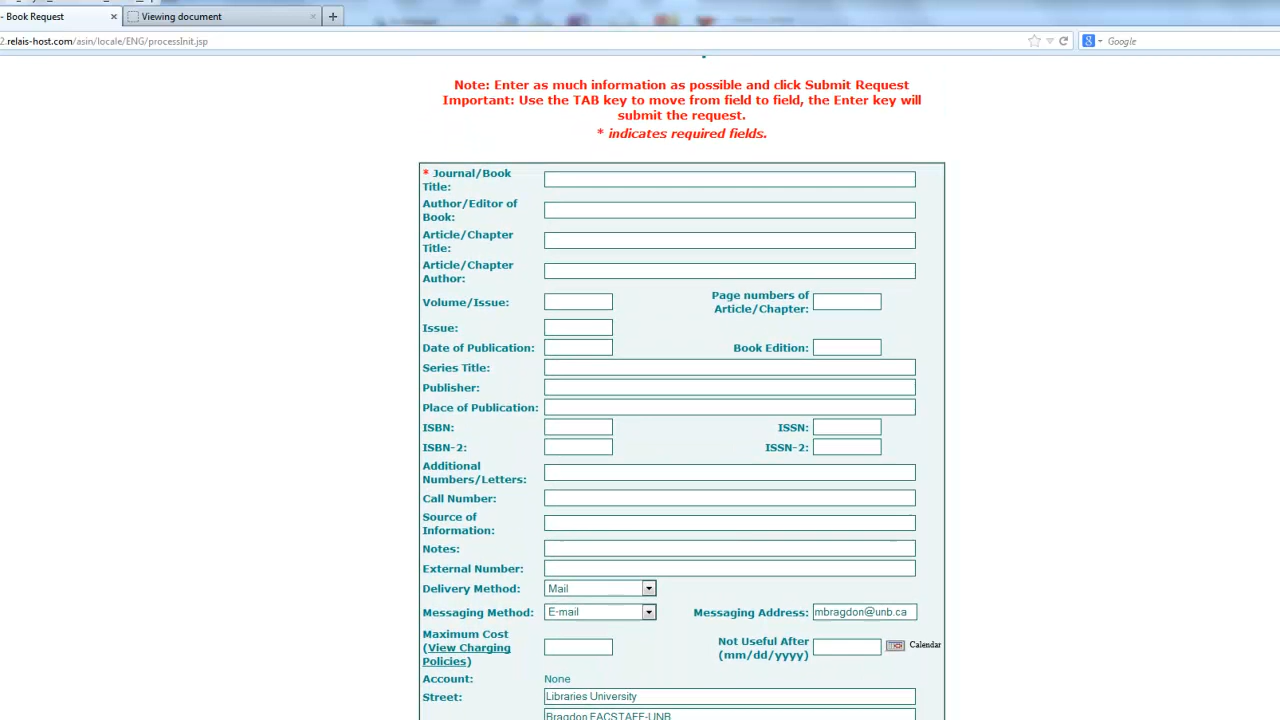 - Book Request
Viewing document
2.relais-host.com/asin/locale/ENG/processInit.jsp
Google
Note: Enter as much information as possible and click Submit Request
Important: Use the TAB key to move from field to field, the Enter key will
submit the request.
* indicates required fields.
* Journal/Book
Title:
Author/Editor of
Book:
Article/Chapter
Title:
Article/Chapter
Author:
Volume/Issue:
Page numbers of
Article/Chapter:
Issue:
Date of Publication:
Book Edition:
Series Title:
Publisher:
Place of Publication:
ISBN:
ISSN:
ISBN-2:
ISSN-2:
Additional
Numbers/Letters:
Call Number:
Source of
Information:
Notes:
External Number:
Delivery Method:
Mail
Messaging Method:
E-mail
Messaging Address:
mbragdon@unb.ca
Maximum Cost
(View Charging
Policies)
Not Useful After
(mm/dd/yyyy)
Calendar
Account:
None
Street:
Libraries University
Bragdon FACSTAFF-UNB